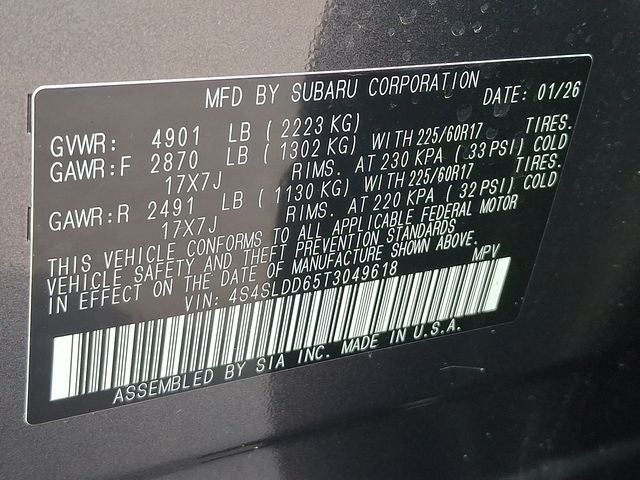 MFD BY SUBARU CORPORATION DATE: 01/26
GVWR: 4901 LB (2223 KG)
GAWR:F 2870 LB (1302 KG) WITH 225/60R17 TIRES.
17X7J RIMS. AT 230 KPA (33 PSI) COLD
GAWR:R 2491 LB (1130 KG) WITH 225/60R17 TIRES.
17X7J RIMS. AT 220 KPA (32 PSI) COLD
THIS VEHICLE CONFORMS TO ALL APPLICABLE FEDERAL MOTOR
VEHICLE SAFETY AND THEFT PREVENTION STANDARDS
IN EFFECT ON THE DATE OF MANUFACTURE SHOWN ABOVE.
VIN: 4S4SLDD65T3049618 MPV
ASSEMBLED BY SIA INC. MADE IN U.S.A.